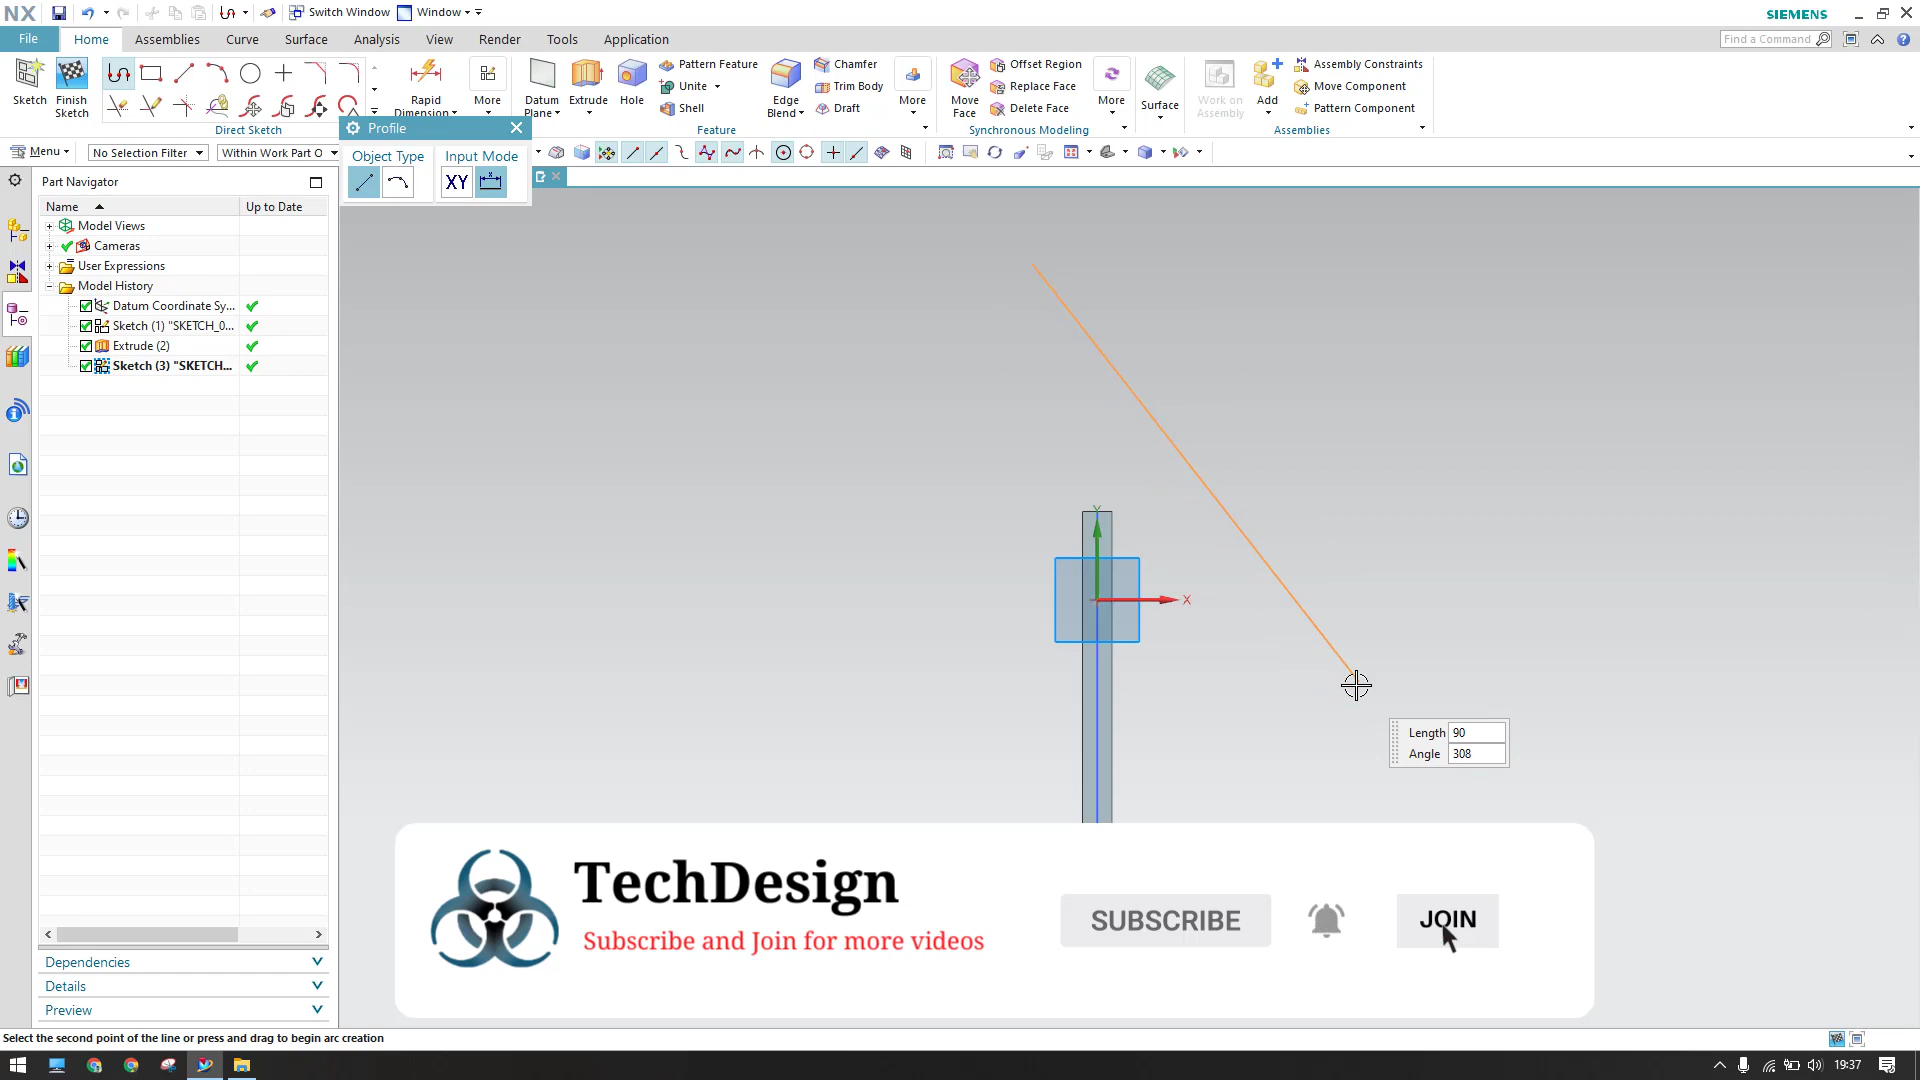 NX
Switch Window
Window
SIEMENS
File
Home
Assemblies
Curve
Surface
Analysis
View
Render
Tools
Application
Find a Command
Sketch
Finish
Sketch
Rapid
Dimension
More
Direct Sketch
Datum
Plane
Extrude
Hole
Pattern Feature
Unite
Shell
Edge
Blend
Chamfer
Trim Body
Draft
More
Feature
Move
Face
Offset Region
Replace Face
Delete Face
More
Synchronous Modeling
Surface
Work on
Assembly
Add
Assembly Constraints
Move Component
Pattern Component
Assemblies
Menu
No Selection Filter
Within Work Part O
Profile
Object Type
Input Mode
XY
Part Navigator
Name
Up to Date
Model Views
Cameras
User Expressions
Model History
Datum Coordinate Sy...
Sketch (1) "SKETCH_0...
Extrude (2)
Sketch (3) "SKETCH...
Dependencies
Details
Preview
Y
X
Length 90
Angle 308
TechDesign
Subscribe and Join for more videos
SUBSCRIBE
JOIN
Select the second point of the line or press and drag to begin arc creation
19:37